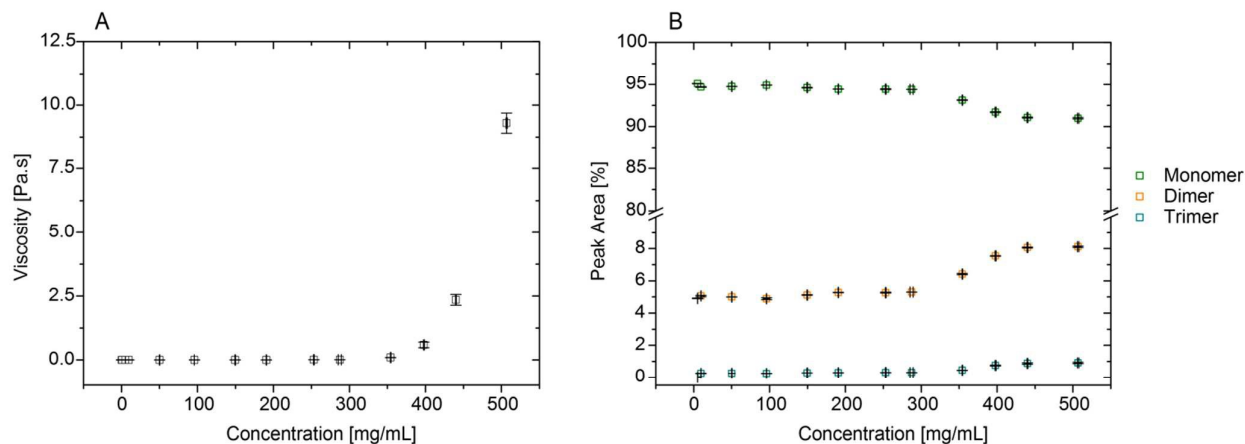 A
12.5
10.0
7.5
5.0
2.5
0.0
Viscosity [Pa.s]
0 100 200 300 400 500
Concentration [mg/mL]
B
100
95
90
85
80
8
6
4
2
0
Peak Area [%]
0 100 200 300 400 500
Concentration [mg/mL]
Monomer
Dimer
Trimer